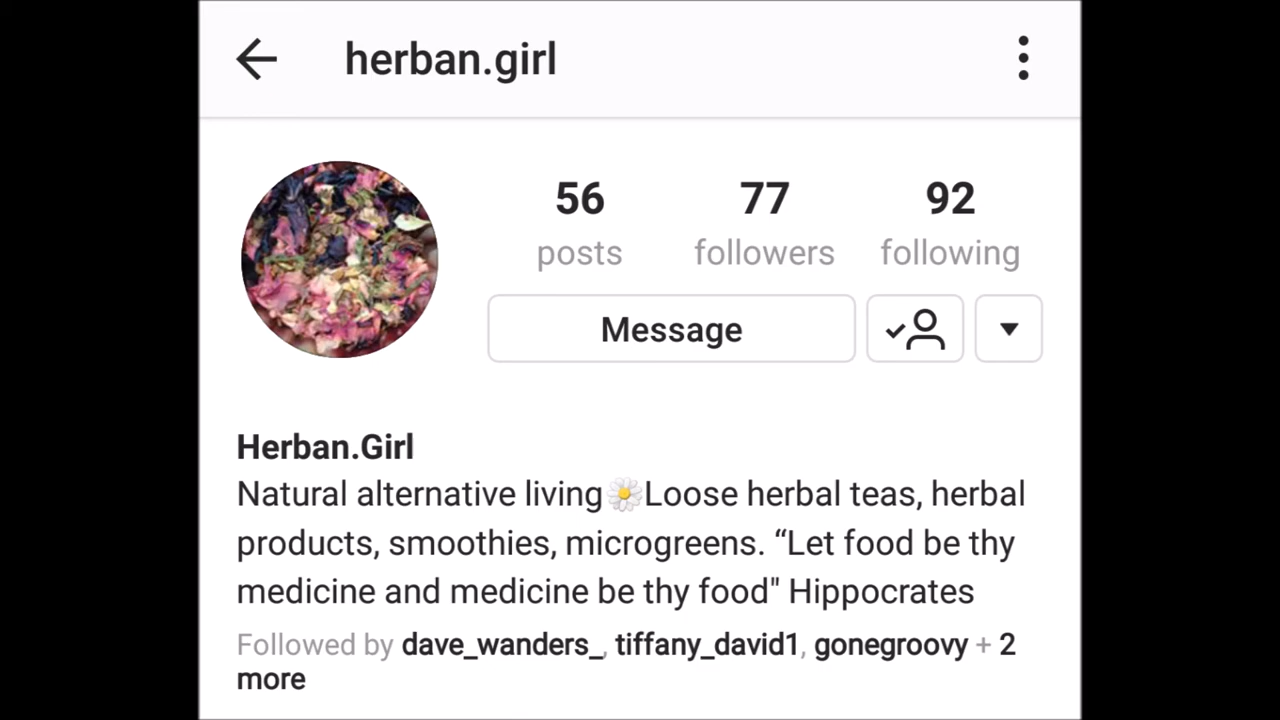 herban.girl
56 77 92
posts followers following
Message
Herban.Girl
Natural alternative living🌼Loose herbal teas, herbal
products, smoothies, microgreens. “Let food be thy
medicine and medicine be thy food" Hippocrates
Followed by dave_wanders_, tiffany_david1, gonegroovy + 2
more